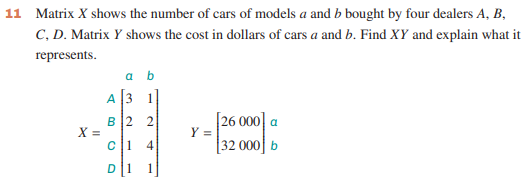 11 Matrix X shows the number of cars of models a and b bought by four dealers A, B,
C, D. Matrix Y shows the cost in dollars of cars a and b. Find XY and explain what it
represents.
a b
A 3 1
B 2 2 26 000 a
X = Y =
C 1 4 32 000 b
D 1 1